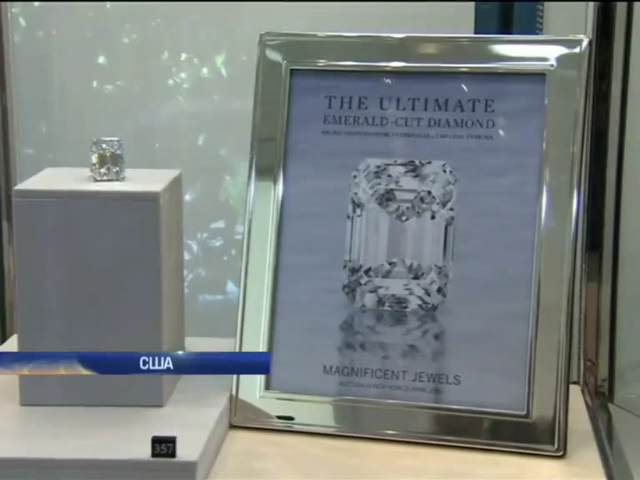 THE ULTIMATE
EMERALD-CUT DIAMOND
MAGNIFICENT JEWELS
США
357